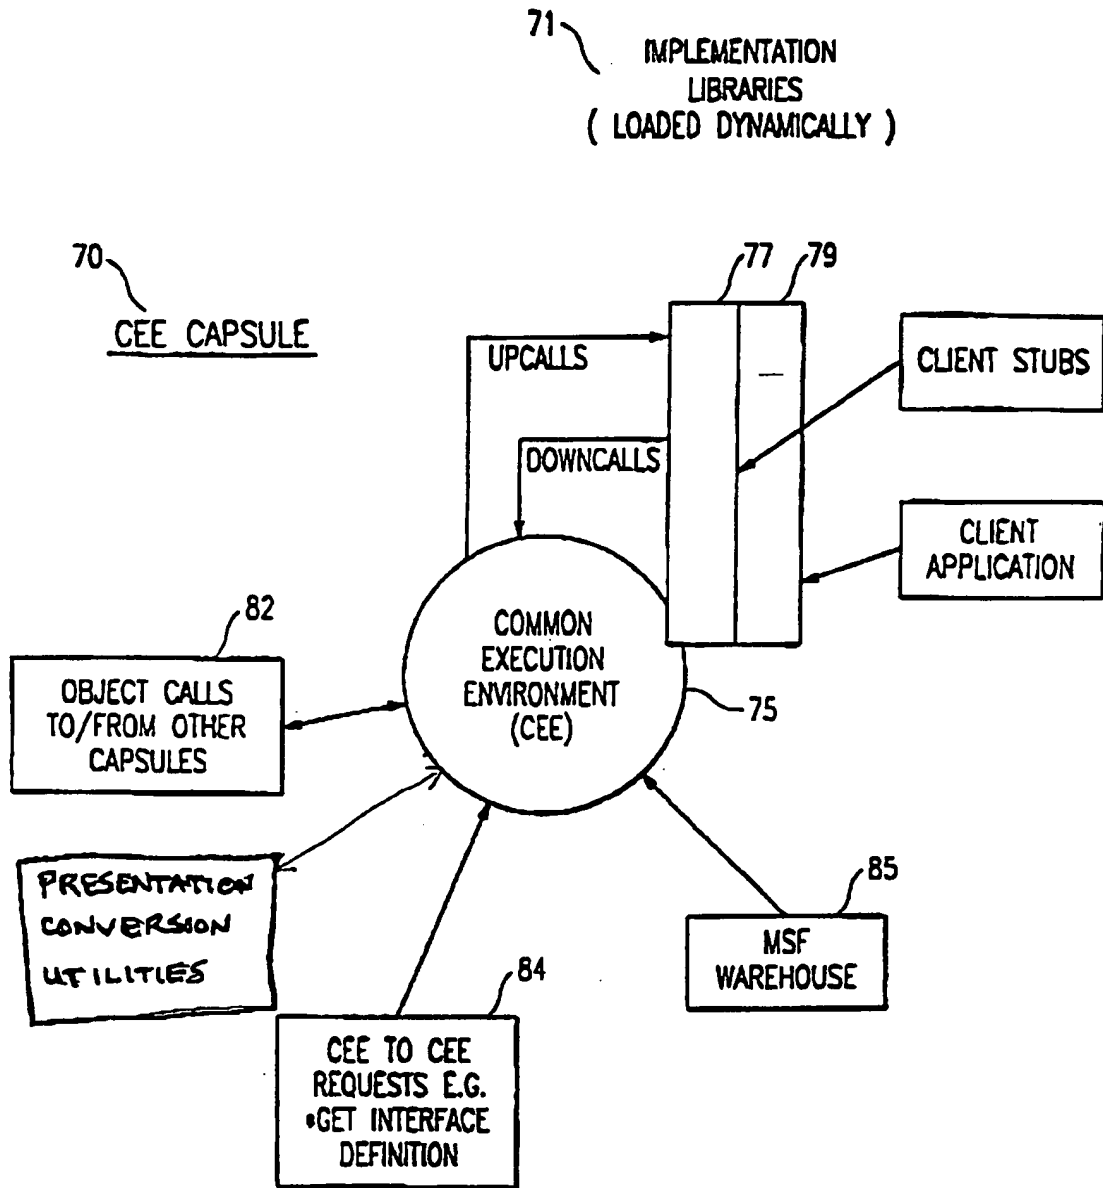 71
IMPLEMENTATION
LIBRARIES
( LOADED DYNAMICALLY )
70
CEE CAPSULE
77
79
UPCALLS
CLIENT STUBS
DOWNCALLS
CLIENT
APPLICATION
82
OBJECT CALLS
TO/FROM OTHER
CAPSULES
COMMON
EXECUTION
ENVIRONMENT
(CEE)
75
PRESENTATION
CONVERSION
UTILITIES
85
MSF
WAREHOUSE
84
CEE TO CEE
REQUESTS E.G.
•GET INTERFACE
DEFINITION